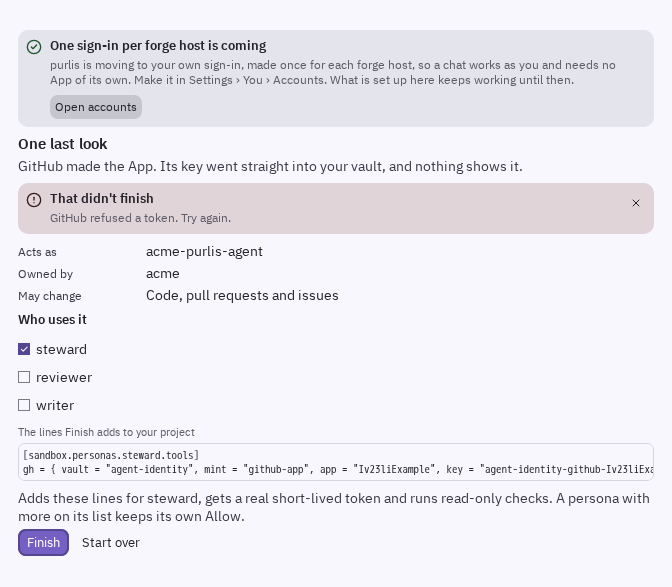 One sign-in per forge host is coming
purlis is moving to your own sign-in, made once for each forge host, so a chat works as you and needs no
App of its own. Make it in Settings › You › Accounts. What is set up here keeps working until then.
Open accounts
One last look
GitHub made the App. Its key went straight into your vault, and nothing shows it.
That didn't finish
GitHub refused a token. Try again.
Acts as acme-purlis-agent
Owned by acme
May change Code, pull requests and issues
Who uses it
steward
reviewer
writer
The lines Finish adds to your project
[sandbox.personas.steward.tools]
gh = { vault = "agent-identity", mint = "github-app", app = "Iv23liExample", key = "agent-identity-github-Iv23liExa
Adds these lines for steward, gets a real short-lived token and runs read-only checks. A persona with
more on its list keeps its own Allow.
Finish Start over